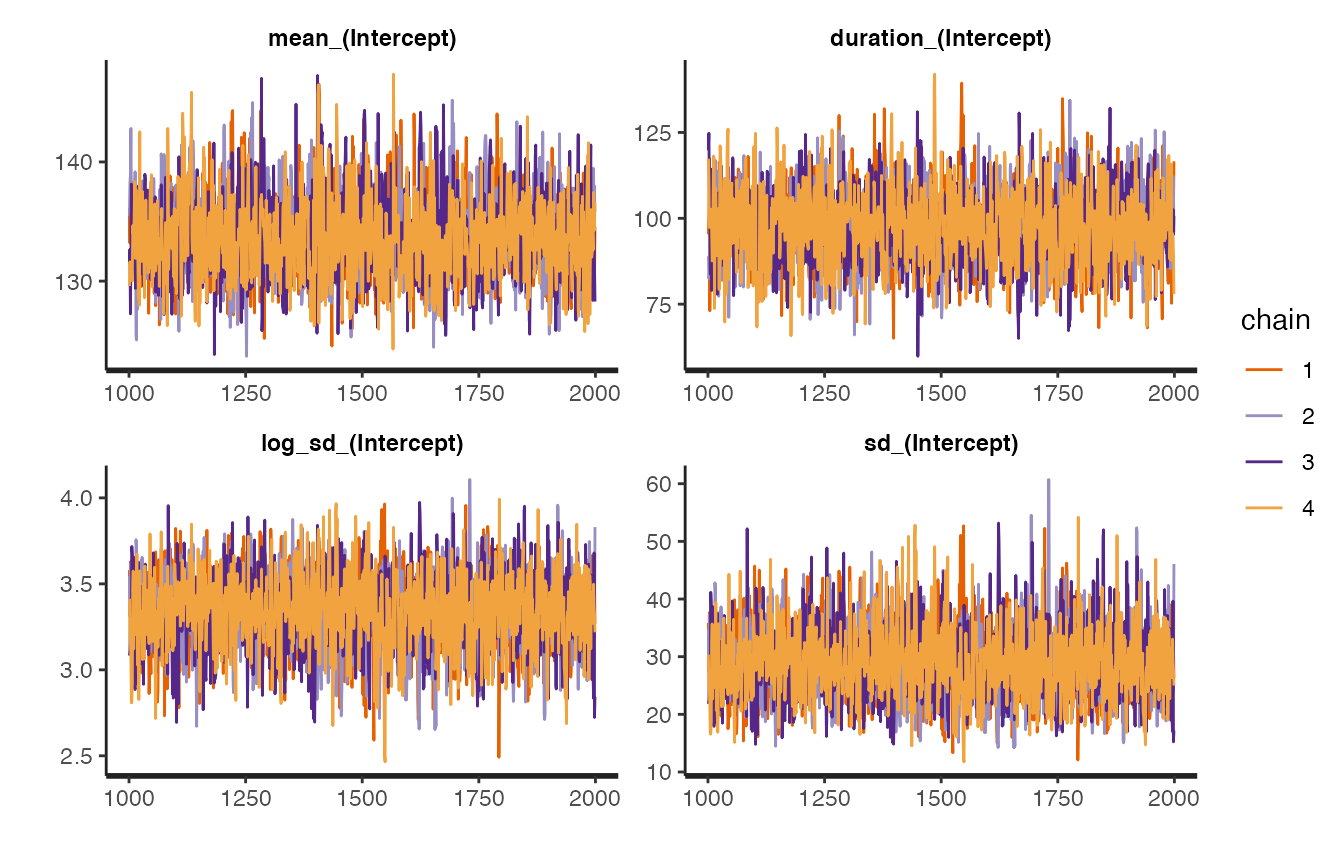 mean_(Intercept)
duration_(Intercept)
140
130
125
100
75
1000 1250 1500 1750 2000
1000 1250 1500 1750 2000
log_sd_(Intercept)
sd_(Intercept)
4.0
3.5
3.0
2.5
60
50
40
30
20
10
1000 1250 1500 1750 2000
1000 1250 1500 1750 2000
chain
1
2
3
4